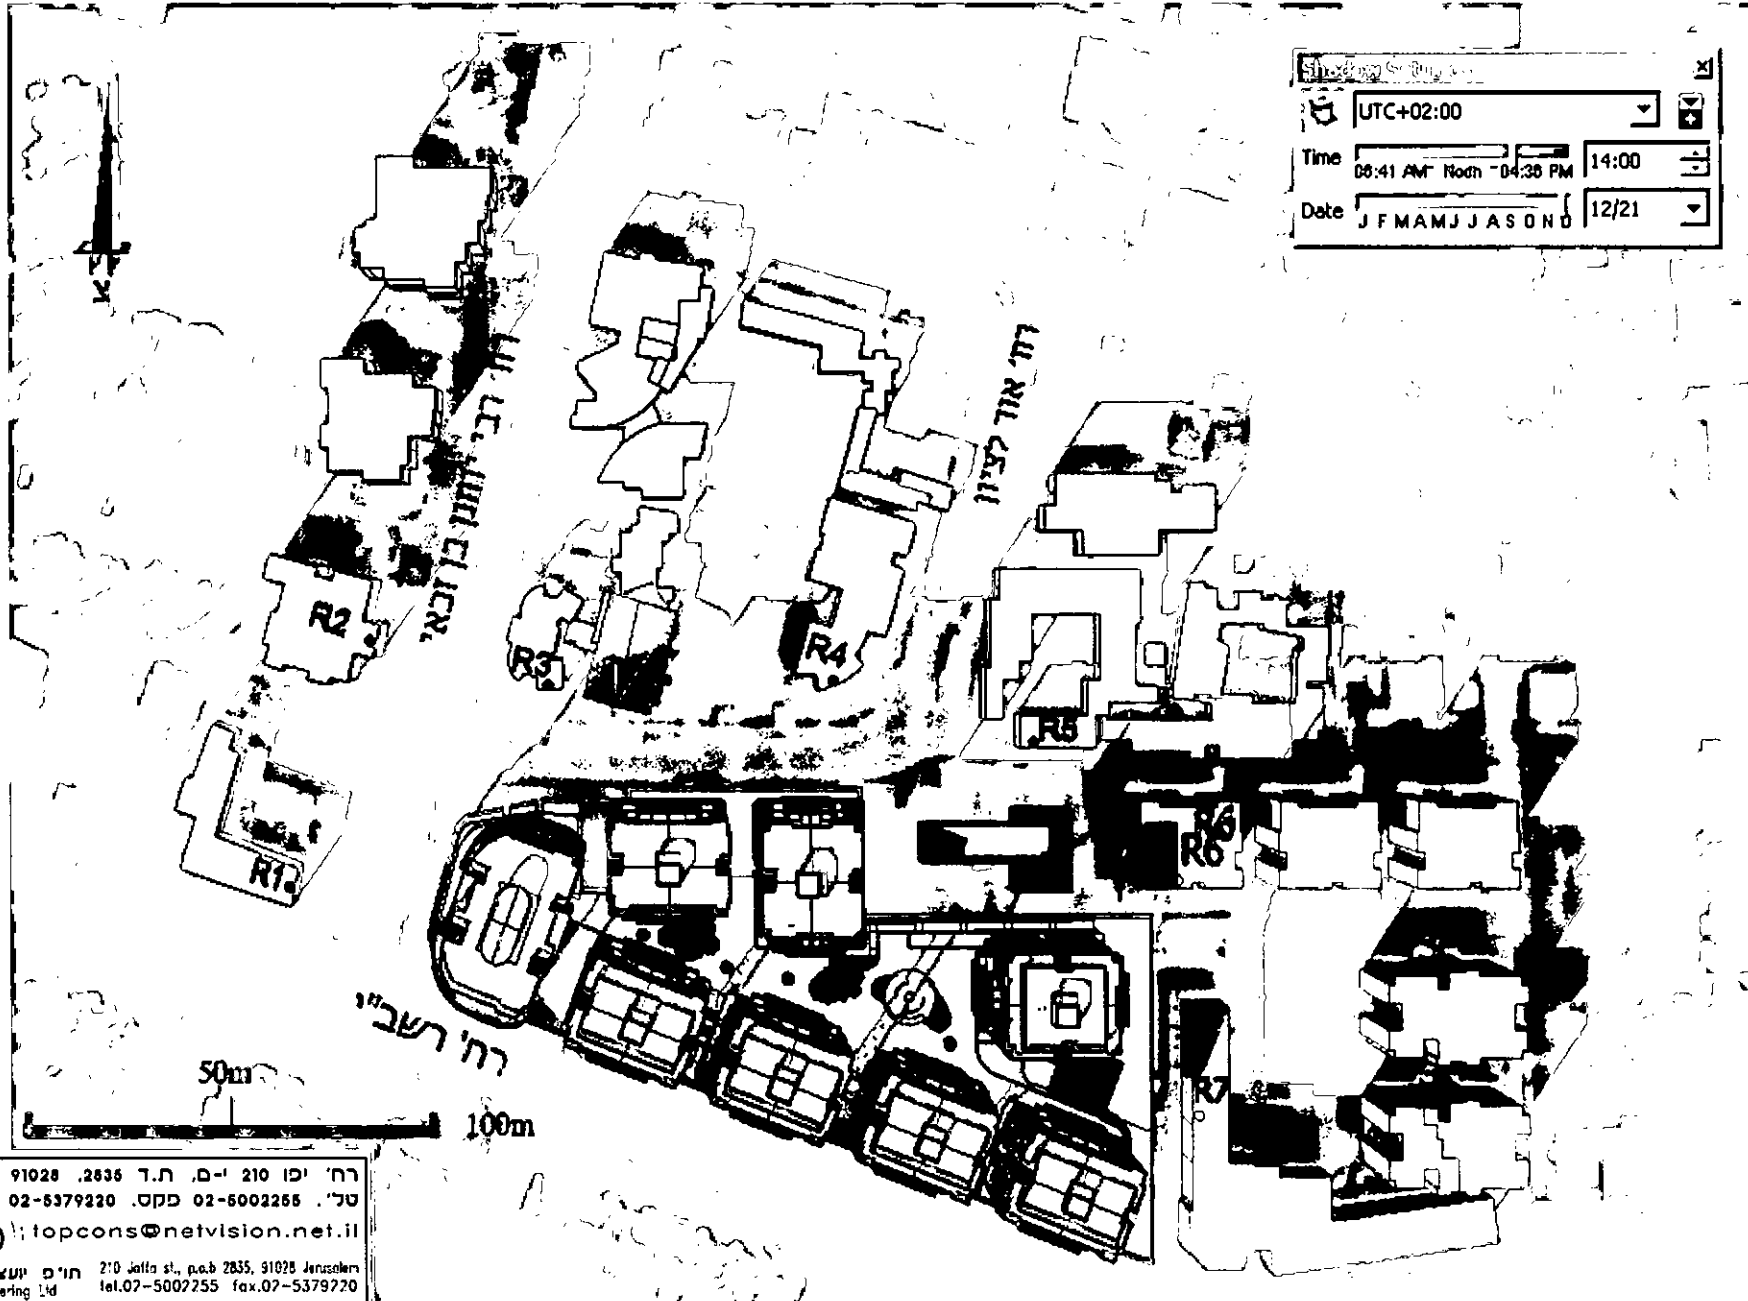 Shadow Settings
UTC+02:00
Time
06:41 AM Noon 04:36 PM
14:00
Date
J F M A M J J A S O N D
12/21
רח' אור לציון
R2
R3
R4
R5
R1
R6
R6
R7
רח' רשב"י
50m
100m
רח' יפו 210 י-ם, ת.ד 2835, 91028
טל'. 02-5002255 פקס. 02-5379220
topcons@netvision.net.il
210 Jaffa st., p.o.b 2835, 91028 Jerusalem
tel.02-5002255 fax.02-5379220